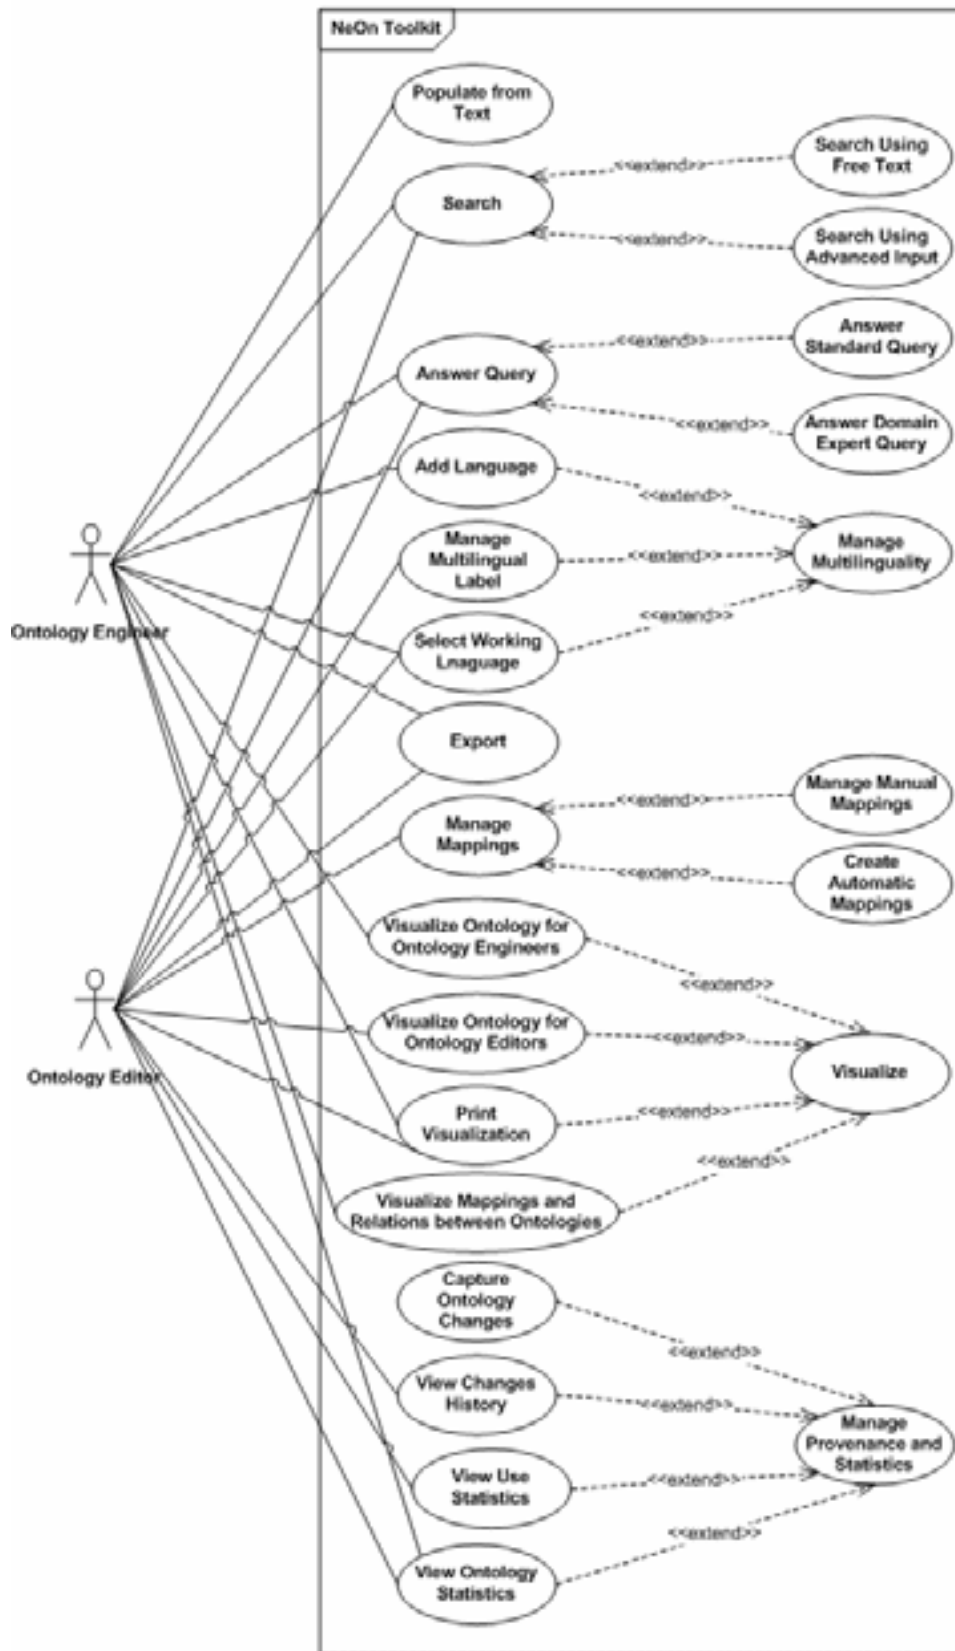 NeOn Toolkit
Populate from
Text
Search Using
Free Text
<<extend>>
Search
<<extend>>
Search Using
Advanced Input
Answer
Standard Query
<<extend>>
Answer Query
<<extend>>
Answer Domain
Expert Query
Add Language
<<extend>>
Manage
Multilingual
Label
<<extend>>
Manage
Multilinguality
Ontology Engineer
<<extend>>
Select Working
Lnaguage
Export
Manage Manual
Mappings
<<extend>>
Manage
Mappings
<<extend>>
Create
Automatic
Mappings
Visualize Ontology for
Ontology Engineers
<<extend>>
Visualize Ontology for
Ontology Editors
<<extend>>
Visualize
Ontology Editor
Print
Visualization
<<extend>>
<<extend>>
Visualize Mappings and
Relations between Ontologies
Capture
Ontology
Changes
<<extend>>
View Changes
History
<<extend>>
Manage
Provenance and
Statistics
View Use
Statistics
<<extend>>
<<extend>>
View Ontology
Statistics